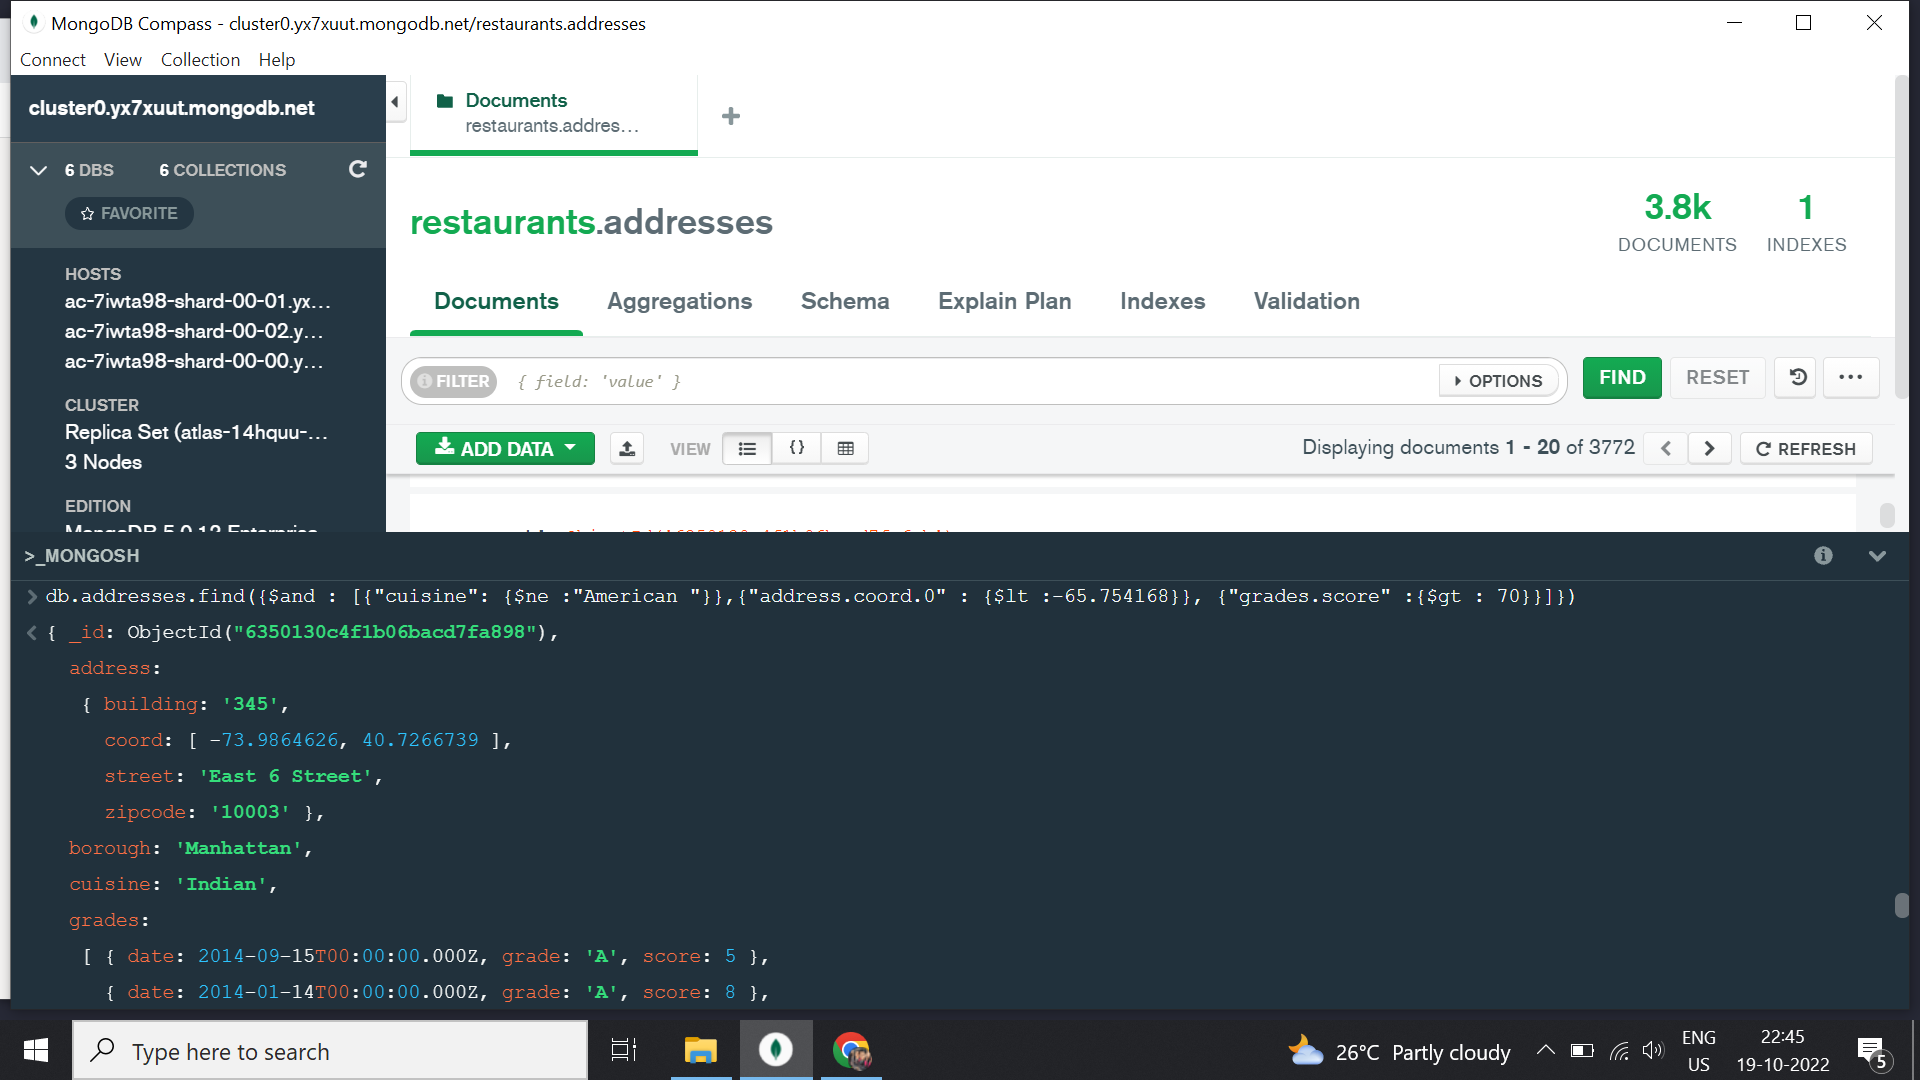 MongoDB Compass - cluster0.yx7xuut.mongodb.net/restaurants.addresses
Connect View Collection Help
cluster0.yx7xuut.mongodb.net
Documents
restaurants.addres...
6 DBS 6 COLLECTIONS
FAVORITE
restaurants.addresses
3.8k
DOCUMENTS
1
INDEXES
HOSTS
ac-7iwta98-shard-00-01.yx...
ac-7iwta98-shard-00-02.y...
ac-7iwta98-shard-00-00.y...
CLUSTER
Replica Set (atlas-14hquu-...
3 Nodes
EDITION
MongoDB 5.0.12 Enterprise
Documents Aggregations Schema Explain Plan Indexes Validation
FILTER { field: 'value' } OPTIONS FIND RESET
ADD DATA VIEW Displaying documents 1 - 20 of 3772 REFRESH
>_MONGOSH
> db.addresses.find({$and : [{"cuisine": {$ne :"American "}},{"address.coord.0" : {$lt :-65.754168}}, {"grades.score" :{$gt : 70}}]})
< { _id: ObjectId("6350130c4f1b06bacd7fa898"),
address:
{ building: '345',
coord: [ -73.9864626, 40.7266739 ],
street: 'East 6 Street',
zipcode: '10003' },
borough: 'Manhattan',
cuisine: 'Indian',
grades:
[ { date: 2014-09-15T00:00:00.000Z, grade: 'A', score: 5 },
{ date: 2014-01-14T00:00:00.000Z, grade: 'A', score: 8 },
Type here to search
26°C Partly cloudy
ENG
US
22:45
19-10-2022
5